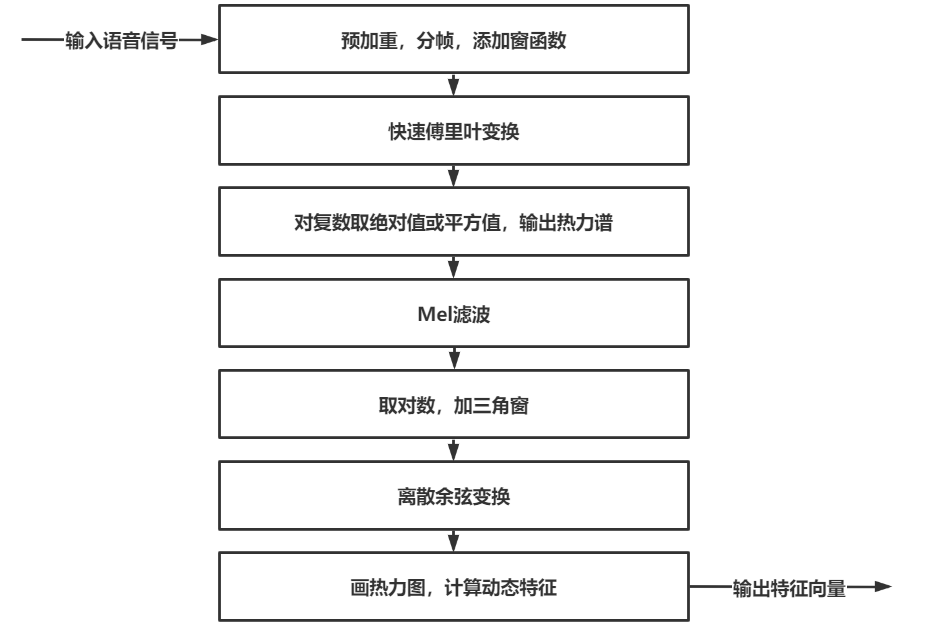 输入语音信号
预加重，分帧，添加窗函数
快速傅里叶变换
对复数取绝对值或平方值，输出热力谱
Mel滤波
取对数，加三角窗
离散余弦变换
画热力图，计算动态特征
输出特征向量